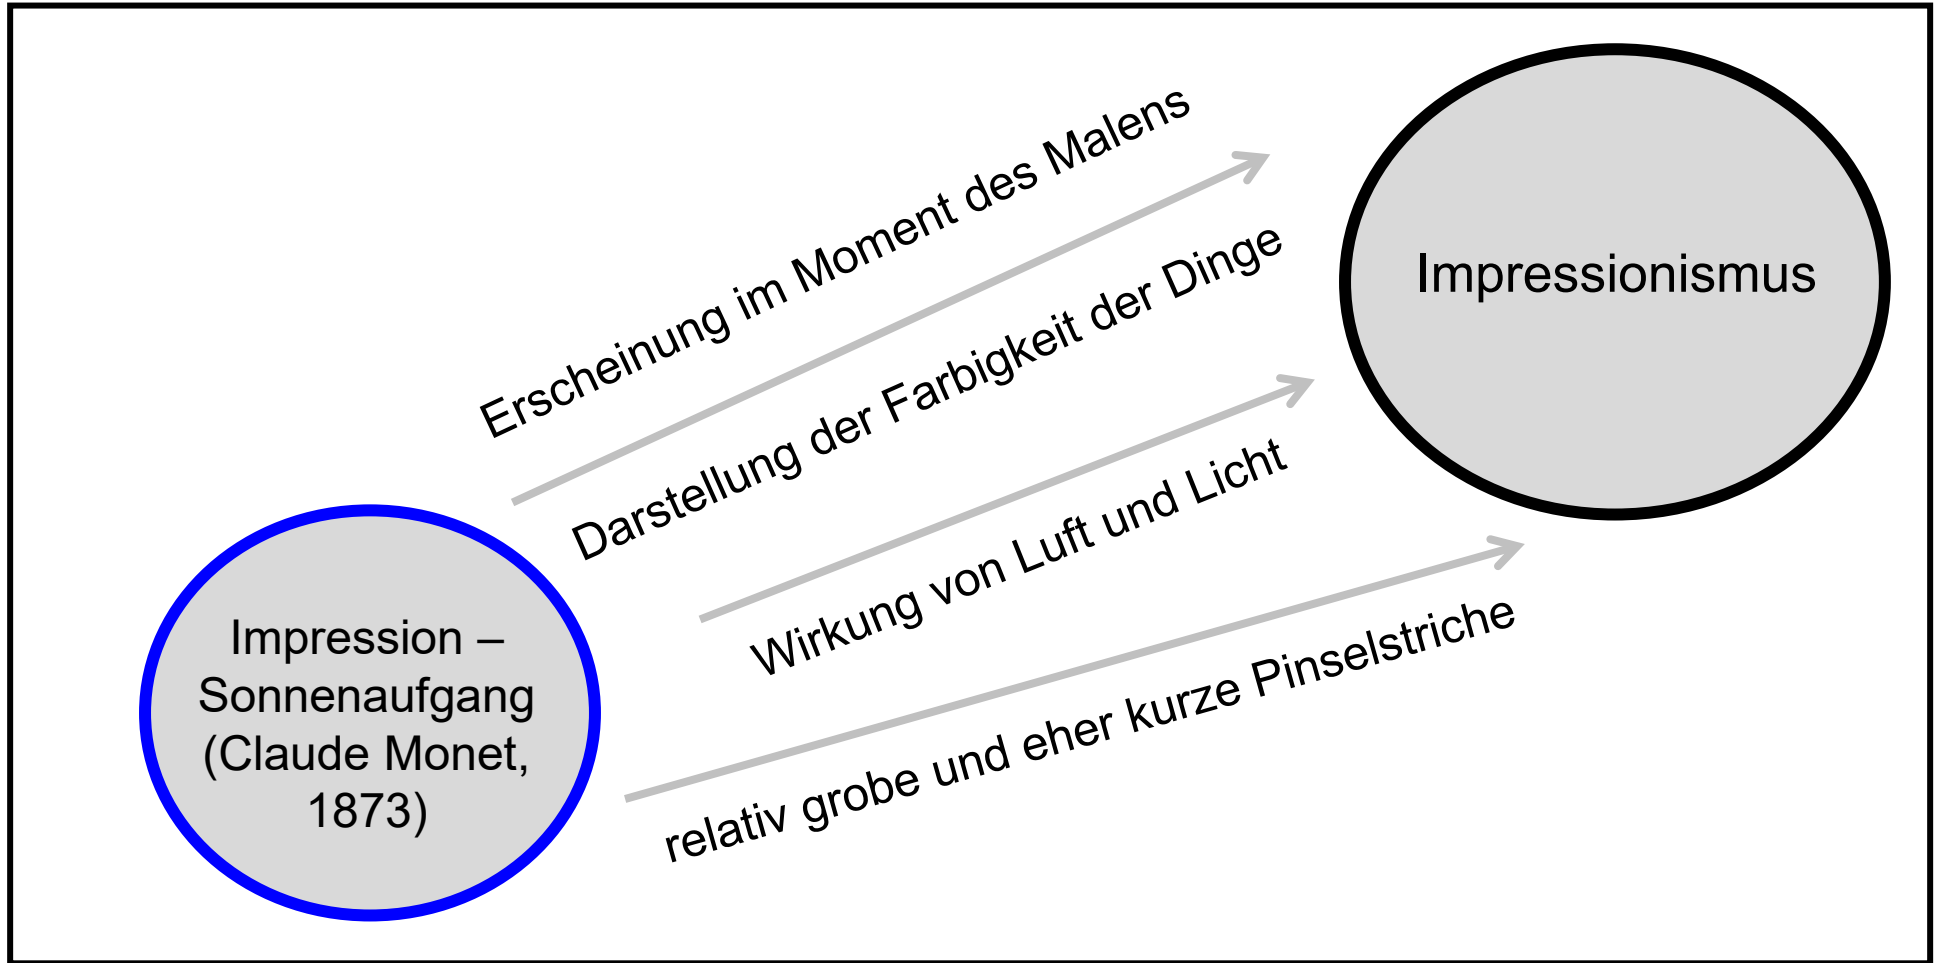 Erscheinung im Moment des Malens
Darstellung der Farbigkeit der Dinge
Wirkung von Luft und Licht
relativ grobe und eher kurze Pinselstriche
Impressionismus
Impression –
Sonnenaufgang
(Claude Monet,
1873)